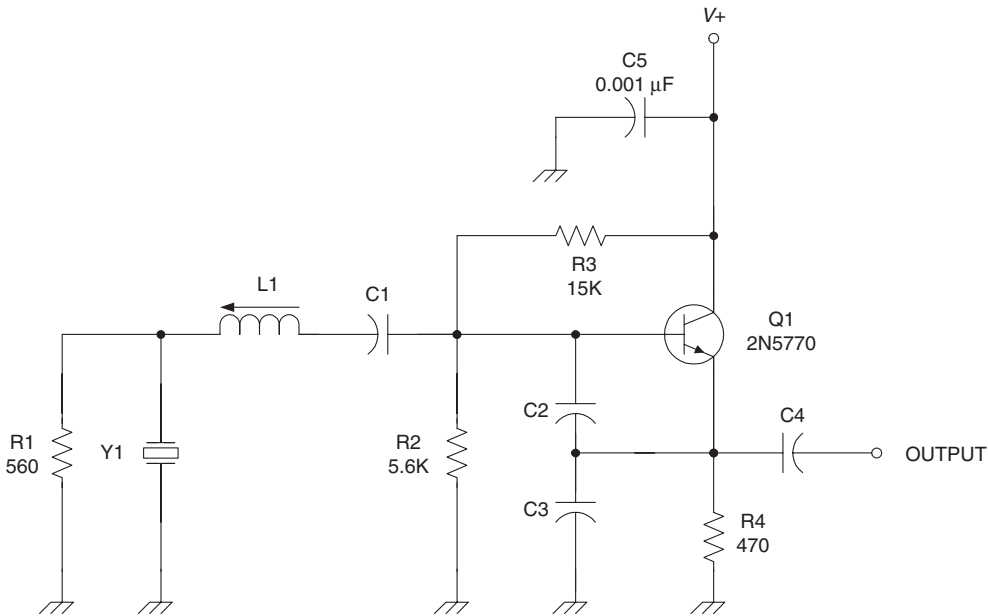 V+
C5
0.001 μF
R3
15K
L1
C1
Q1
2N5770
R1
560
Y1
R2
5.6K
C2
C3
C4
OUTPUT
R4
470